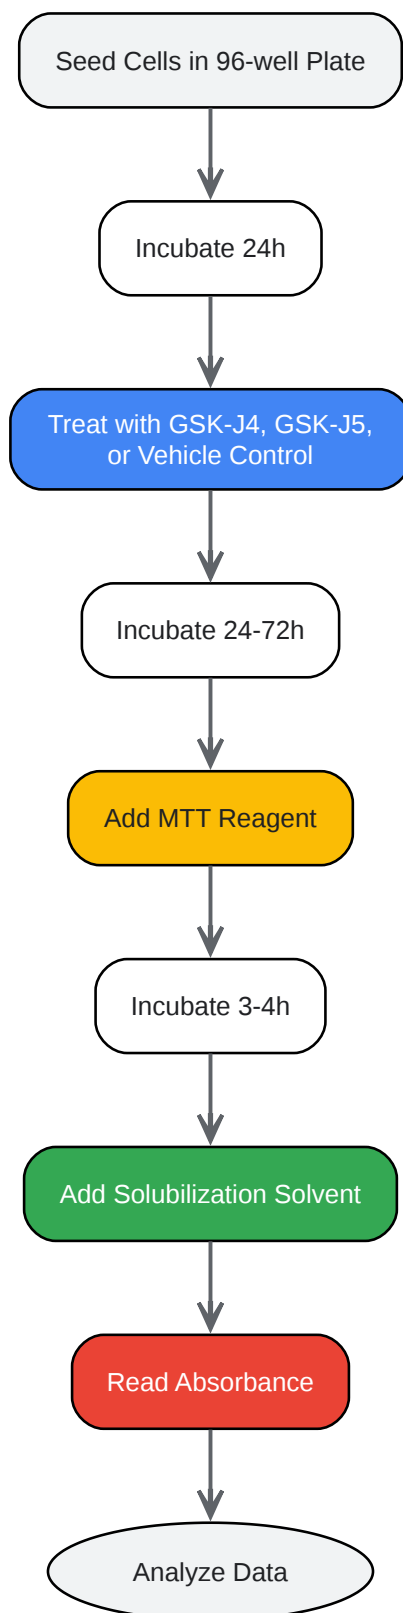 Seed Cells in 96-well Plate
Incubate 24h
Treat with GSK-J4, GSK-J5,
or Vehicle Control
Incubate 24-72h
Add MTT Reagent
Incubate 3-4h
Add Solubilization Solvent
Read Absorbance
Analyze Data